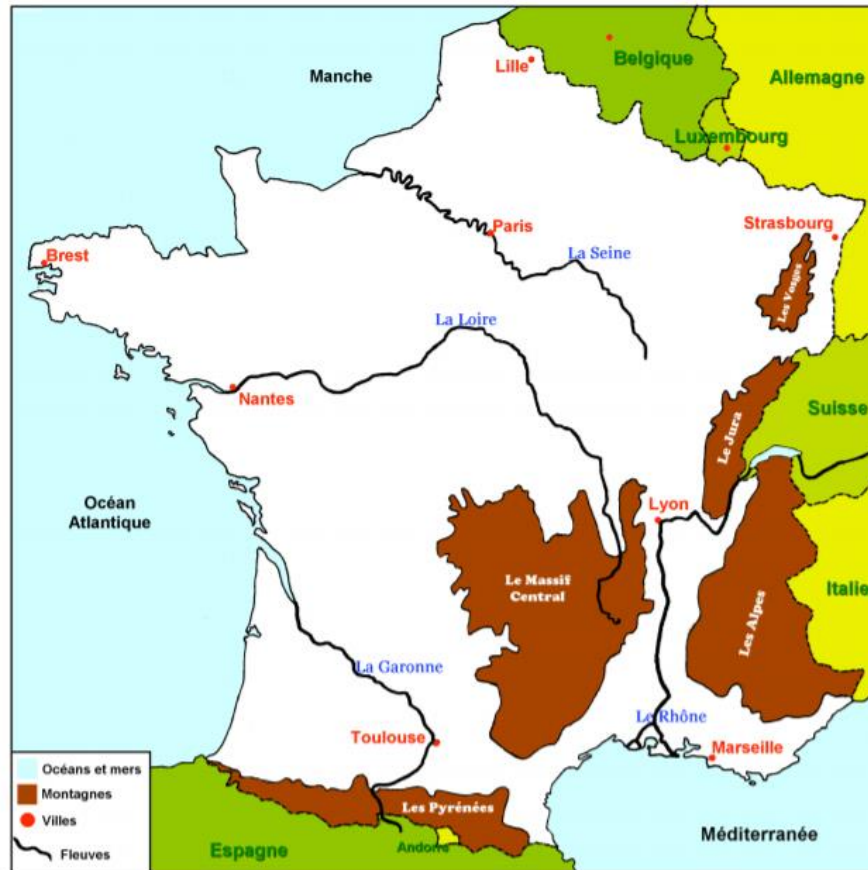 Manche
Lille
Belgique
Allemagne
Luxembourg
Brest
Paris
La Seine
Strasbourg
Les Vosges
La Loire
Nantes
Le Jura
Suisse
Océan
Atlantique
Lyon
Le Massif
Central
Italie
Les Alpes
La Garonne
Le Rhône
Toulouse
Marseille
Les Pyrénées
Méditerranée
Espagne
Andorre
Océans et mers
Montagnes
Villes
Fleuves